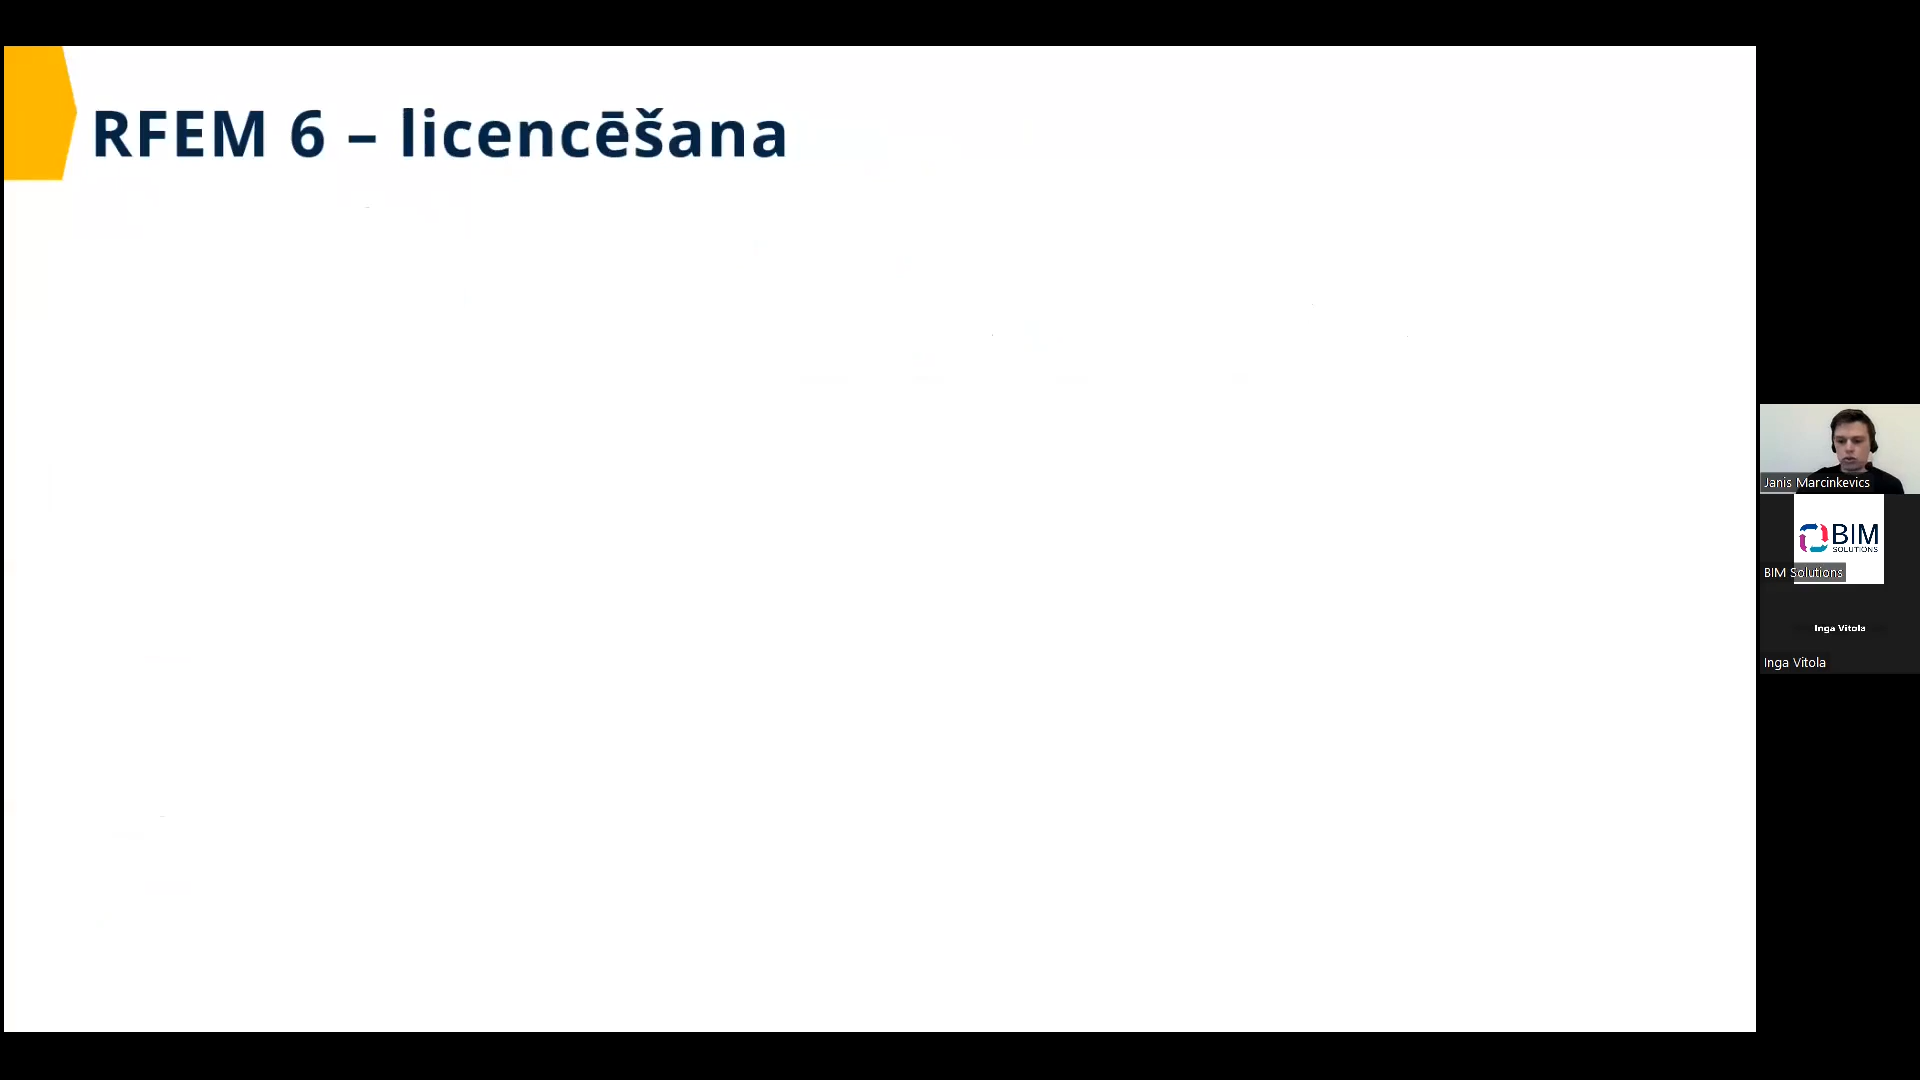 RFEM 6 – licencēšana
Janis Marcinkevics
BIM
SOLUTIONS
BIM Solutions
Inga Vitola
Inga Vitola